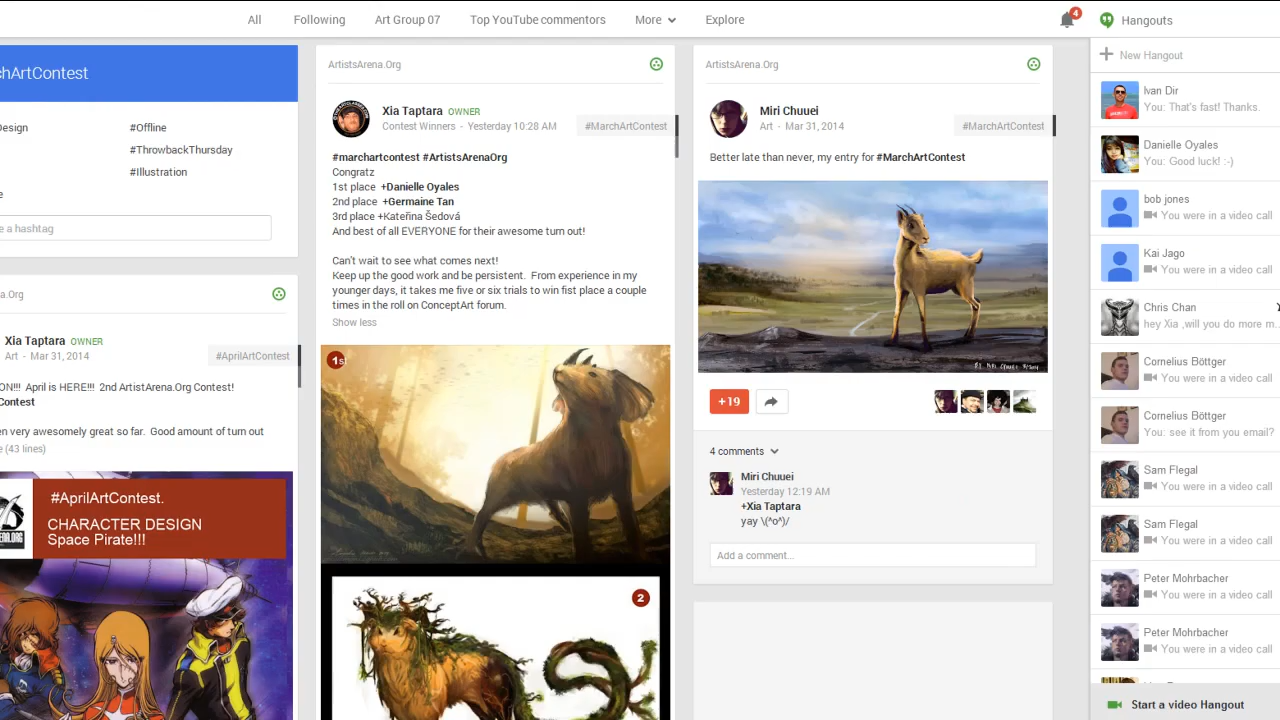 All
Following
Art Group 07
Top YouTube commentors
More
Explore
4
Hangouts
chArtContest
Design
#Offline
#ThrowbackThursday
#Illustration
e
e a hashtag
a.Org
Xia Taptara OWNER
Art - Mar 31, 2014
#AprilArtContest
ON!!! April is HERE!!! 2nd ArtistArena.Org Contest!
Contest
en very awesomely great so far. Good amount of turn out
e (43 lines)
#AprilArtContest.
CHARACTER DESIGN
Space Pirate!!!
ArtistsArena.Org
Xia Taptara OWNER
Contest Winners - Yesterday 10:28 AM
#MarchArtContest
#marchartcontest #ArtistsArenaOrg
Congratz
1st place +Danielle Oyales
2nd place +Germaine Tan
3rd place +Kateřina Šedová
And best of all EVERYONE for their awesome turn out!
Can't wait to see what comes next!
Keep up the good work and be persistent. From experience in my
younger days, it takes me five or six trials to win fist place a couple
times in the roll on ConceptArt forum.
Show less
1st
2
ArtistsArena.Org
Miri Chuuei
Art - Mar 31, 2014
#MarchArtContest
Better late than never, my entry for #MarchArtContest
+19
4 comments
Miri Chuuei
Yesterday 12:19 AM
+Xia Taptara
yay \(^o^)/
Add a comment...
New Hangout
Ivan Dir
You: That's fast! Thanks.
Danielle Oyales
You: Good luck! :-)
bob jones
You were in a video call
Kai Jago
You were in a video call
Chris Chan
hey Xia ,will you do more m.
Cornelius Böttger
You were in a video call
Cornelius Böttger
You: see it from you email?
Sam Flegal
You were in a video call
Sam Flegal
You were in a video call
Peter Mohrbacher
You were in a video call
Peter Mohrbacher
You were in a video call
Start a video Hangout